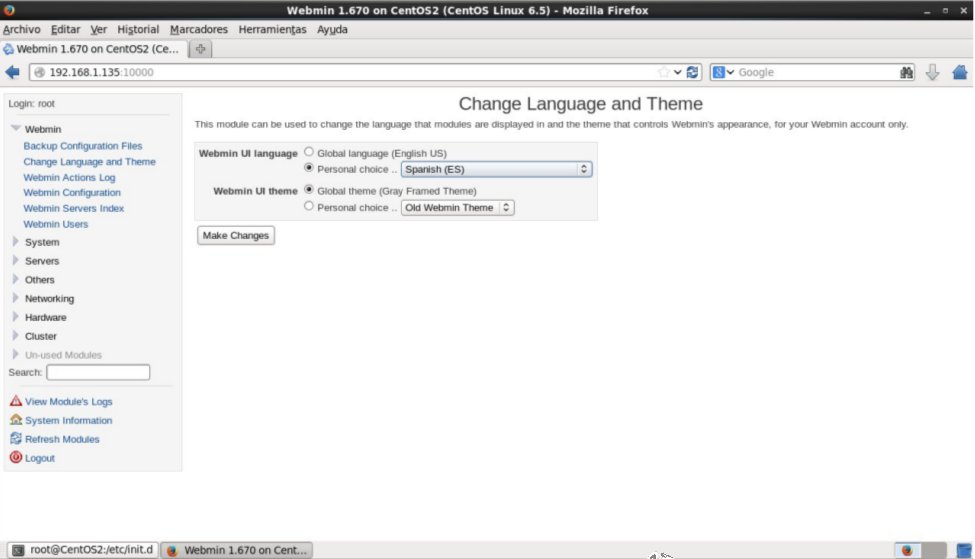 Webmin 1.670 on CentOS2 (CentOS Linux 6.5) - Mozilla Firefox
Archivo Editar Ver Historial Marcadores Herramientas Ayuda
Webmin 1.670 on CentOS2 (Ce...
192.168.1.135:10000
Google
Login: root
Webmin
Backup Configuration Files
Change Language and Theme
Webmin Actions Log
Webmin Configuration
Webmin Servers Index
Webmin Users
System
Servers
Others
Networking
Hardware
Cluster
Un-used Modules
Search:
View Module's Logs
System Information
Refresh Modules
Logout
Change Language and Theme
This module can be used to change the language that modules are displayed in and the theme that controls Webmin's appearance, for your Webmin account only.
Webmin UI language Global language (English US)
Personal choice .. Spanish (ES)
Webmin UI theme Global theme (Gray Framed Theme)
Personal choice .. Old Webmin Theme
Make Changes
root@CentOS2:/etc/init.d
Webmin 1.670 on Cent...